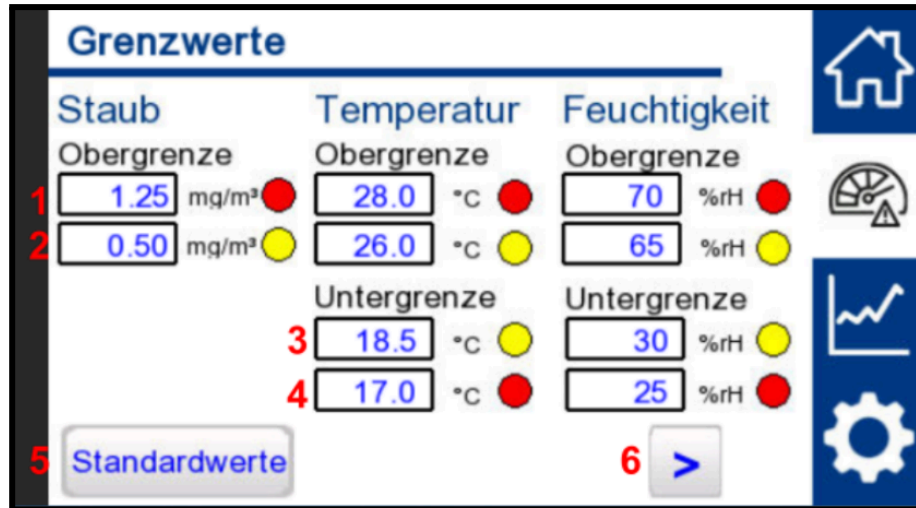 Grenzwerte
Staub Temperatur Feuchtigkeit
Obergrenze Obergrenze Obergrenze
1 1.25 mg/m³ 28.0 °C 70 %rH
2 0.50 mg/m³ 26.0 °C 65 %rH
Untergrenze Untergrenze
3 18.5 °C 30 %rH
4 17.0 °C 25 %rH
5 Standardwerte 6 >